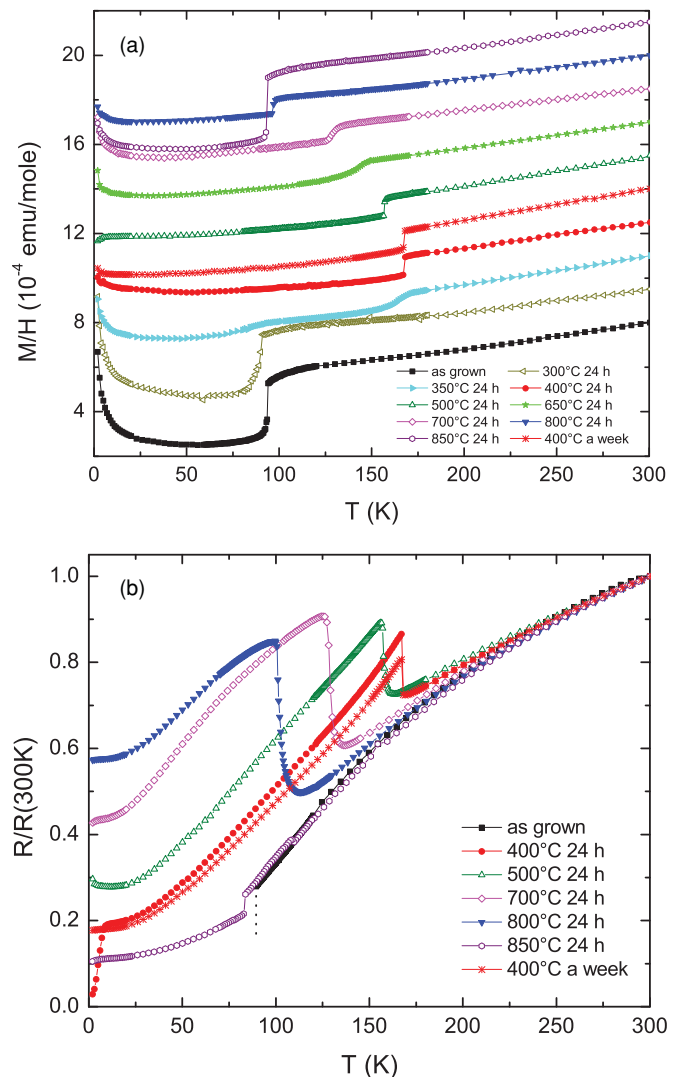 (a)
20
16
12
8
4
M/H (10⁻⁴ emu/mole)
as grown 300°C 24 h
350°C 24 h 400°C 24 h
500°C 24 h 650°C 24 h
700°C 24 h 800°C 24 h
850°C 24 h 400°C a week
0 50 100 150 200 250 300
T (K)
(b)
1.0
0.8
0.6
0.4
0.2
0.0
R/R(300K)
as grown
400°C 24 h
500°C 24 h
700°C 24 h
800°C 24 h
850°C 24 h
400°C a week
0 50 100 150 200 250 300
T (K)